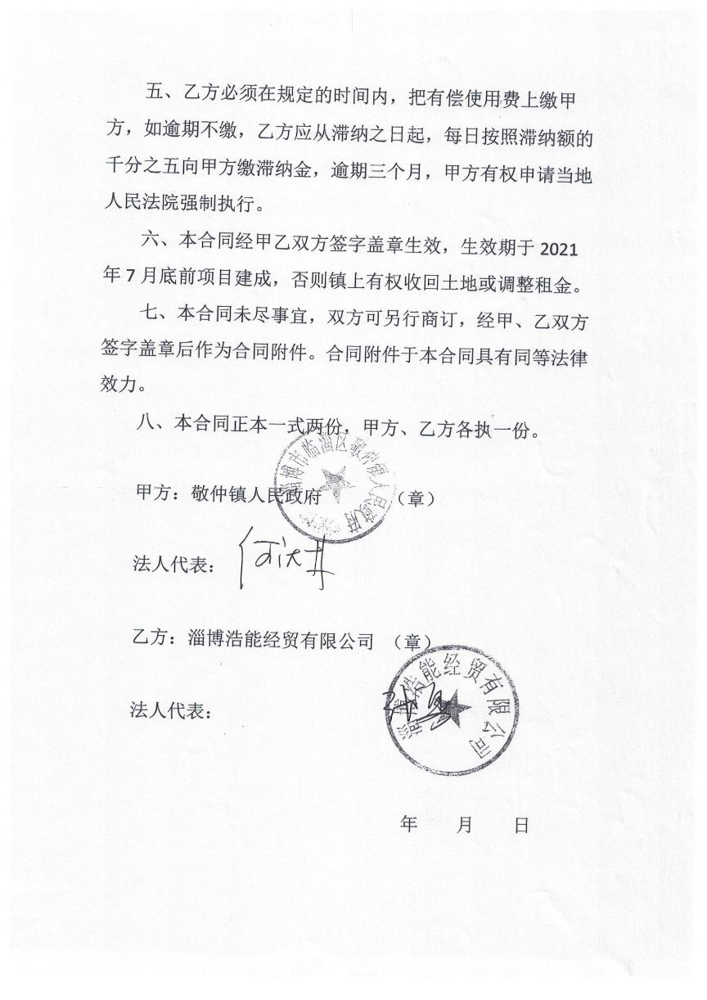 五、乙方必须在规定的时间内，把有偿使用费上缴甲
方，如逾期不缴，乙方应从滞纳之日起，每日按照滞纳额的
千分之五向甲方缴滞纳金，逾期三个月，甲方有权申请当地
人民法院强制执行。
六、本合同经甲乙双方签字盖章生效，生效期于 2021
年 7 月底前项目建成，否则镇上有权收回土地或调整租金。
七、本合同未尽事宜，双方可另行商订，经甲、乙双方
签字盖章后作为合同附件。合同附件于本合同具有同等法律
效力。
八、本合同正本一式两份，甲方、乙方各执一份。
淄博市临淄区敬仲镇人民政府
甲方：敬仲镇人民政府 （章）
法人代表：
乙方：淄博浩能经贸有限公司 （章）
淄博浩能经贸有限公司
法人代表：
年 月 日